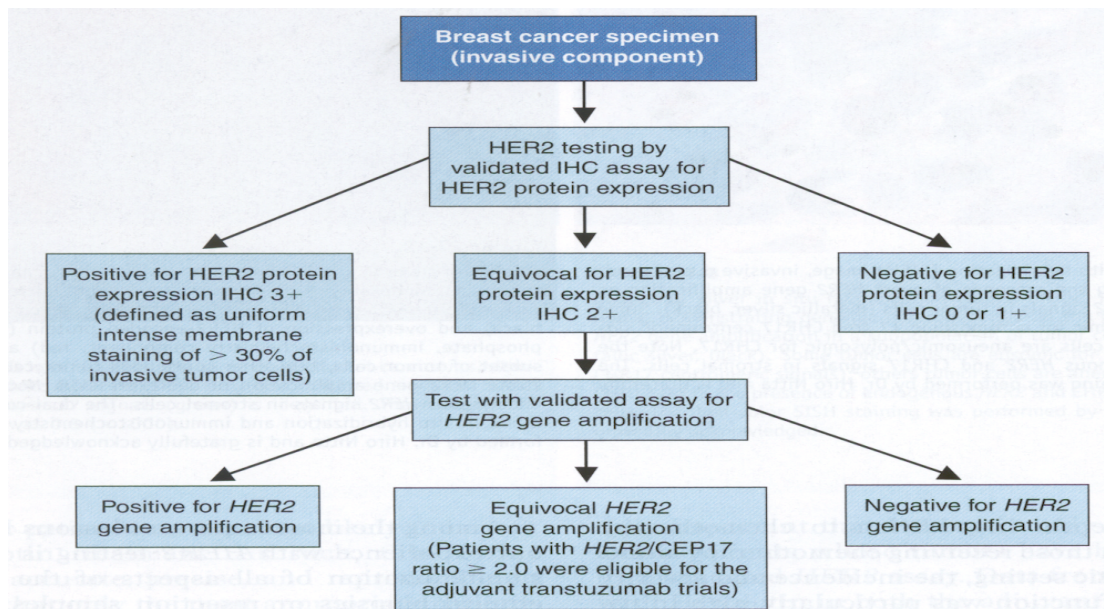 Breast cancer specimen
(invasive component)
HER2 testing by
validated IHC assay for
HER2 protein expression
Positive for HER2 protein
expression IHC 3+
(defined as uniform
intense membrane
staining of > 30% of
invasive tumor cells)
Equivocal for HER2
protein expression
IHC 2+
Negative for HER2
protein expression
IHC 0 or 1+
Test with validated assay for
HER2 gene amplification
Positive for HER2
gene amplification
Equivocal HER2
gene amplification
(Patients with HER2/CEP17
ratio ≥ 2.0 were eligible for the
adjuvant trastuzumab trials)
Negative for HER2
gene amplification